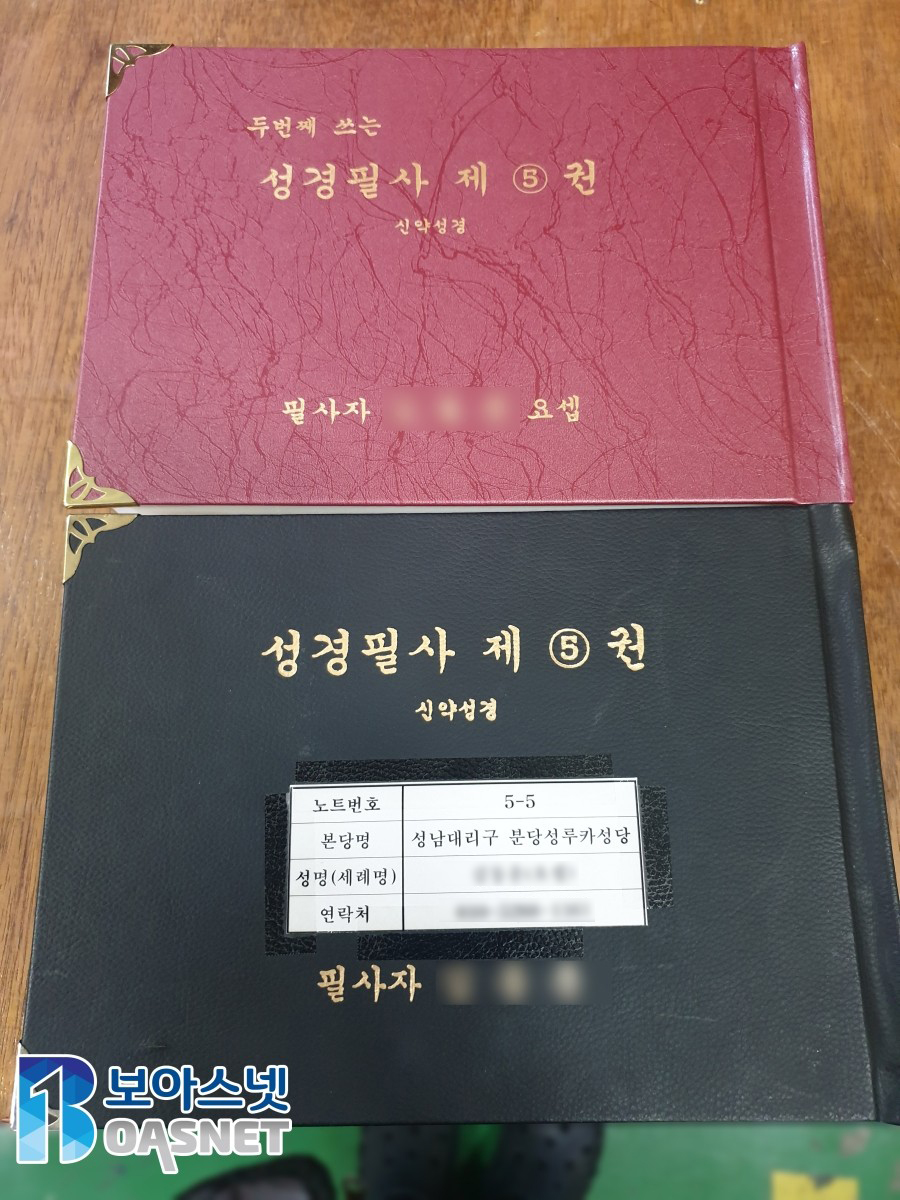 두번째 쓰는
성경필사 제 ⑤ 권
신약성경
필사자 요셉
성경필사 제 ⑤ 권
신약성경
노트번호 5-5
본당명 성남대리구 분당성루카성당
성명(세례명)
연락처
필사자
보아스넷
BOASNET